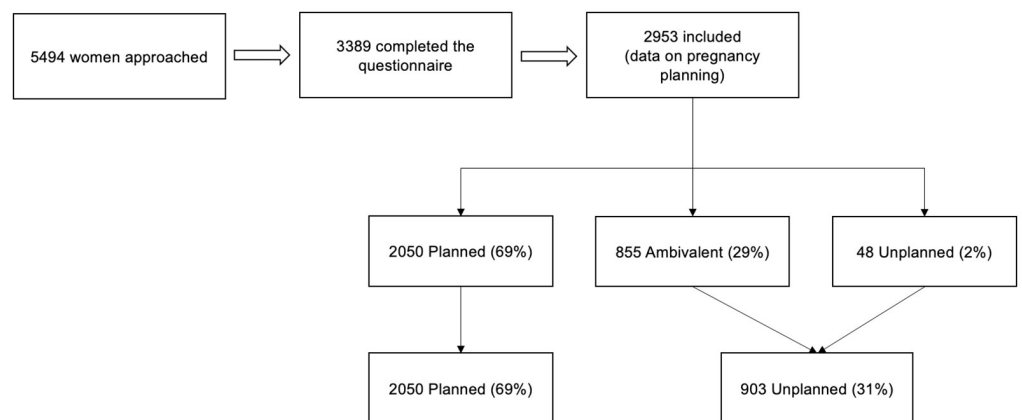 5494 women approached
3389 completed the
questionnaire
2953 included
(data on pregnancy
planning)
2050 Planned (69%)
855 Ambivalent (29%)
48 Unplanned (2%)
2050 Planned (69%)
903 Unplanned (31%)